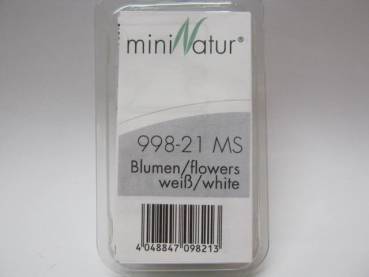 miniNatur®
998-21 MS
Blumen/flowers
weiß/white
4 048847 098213